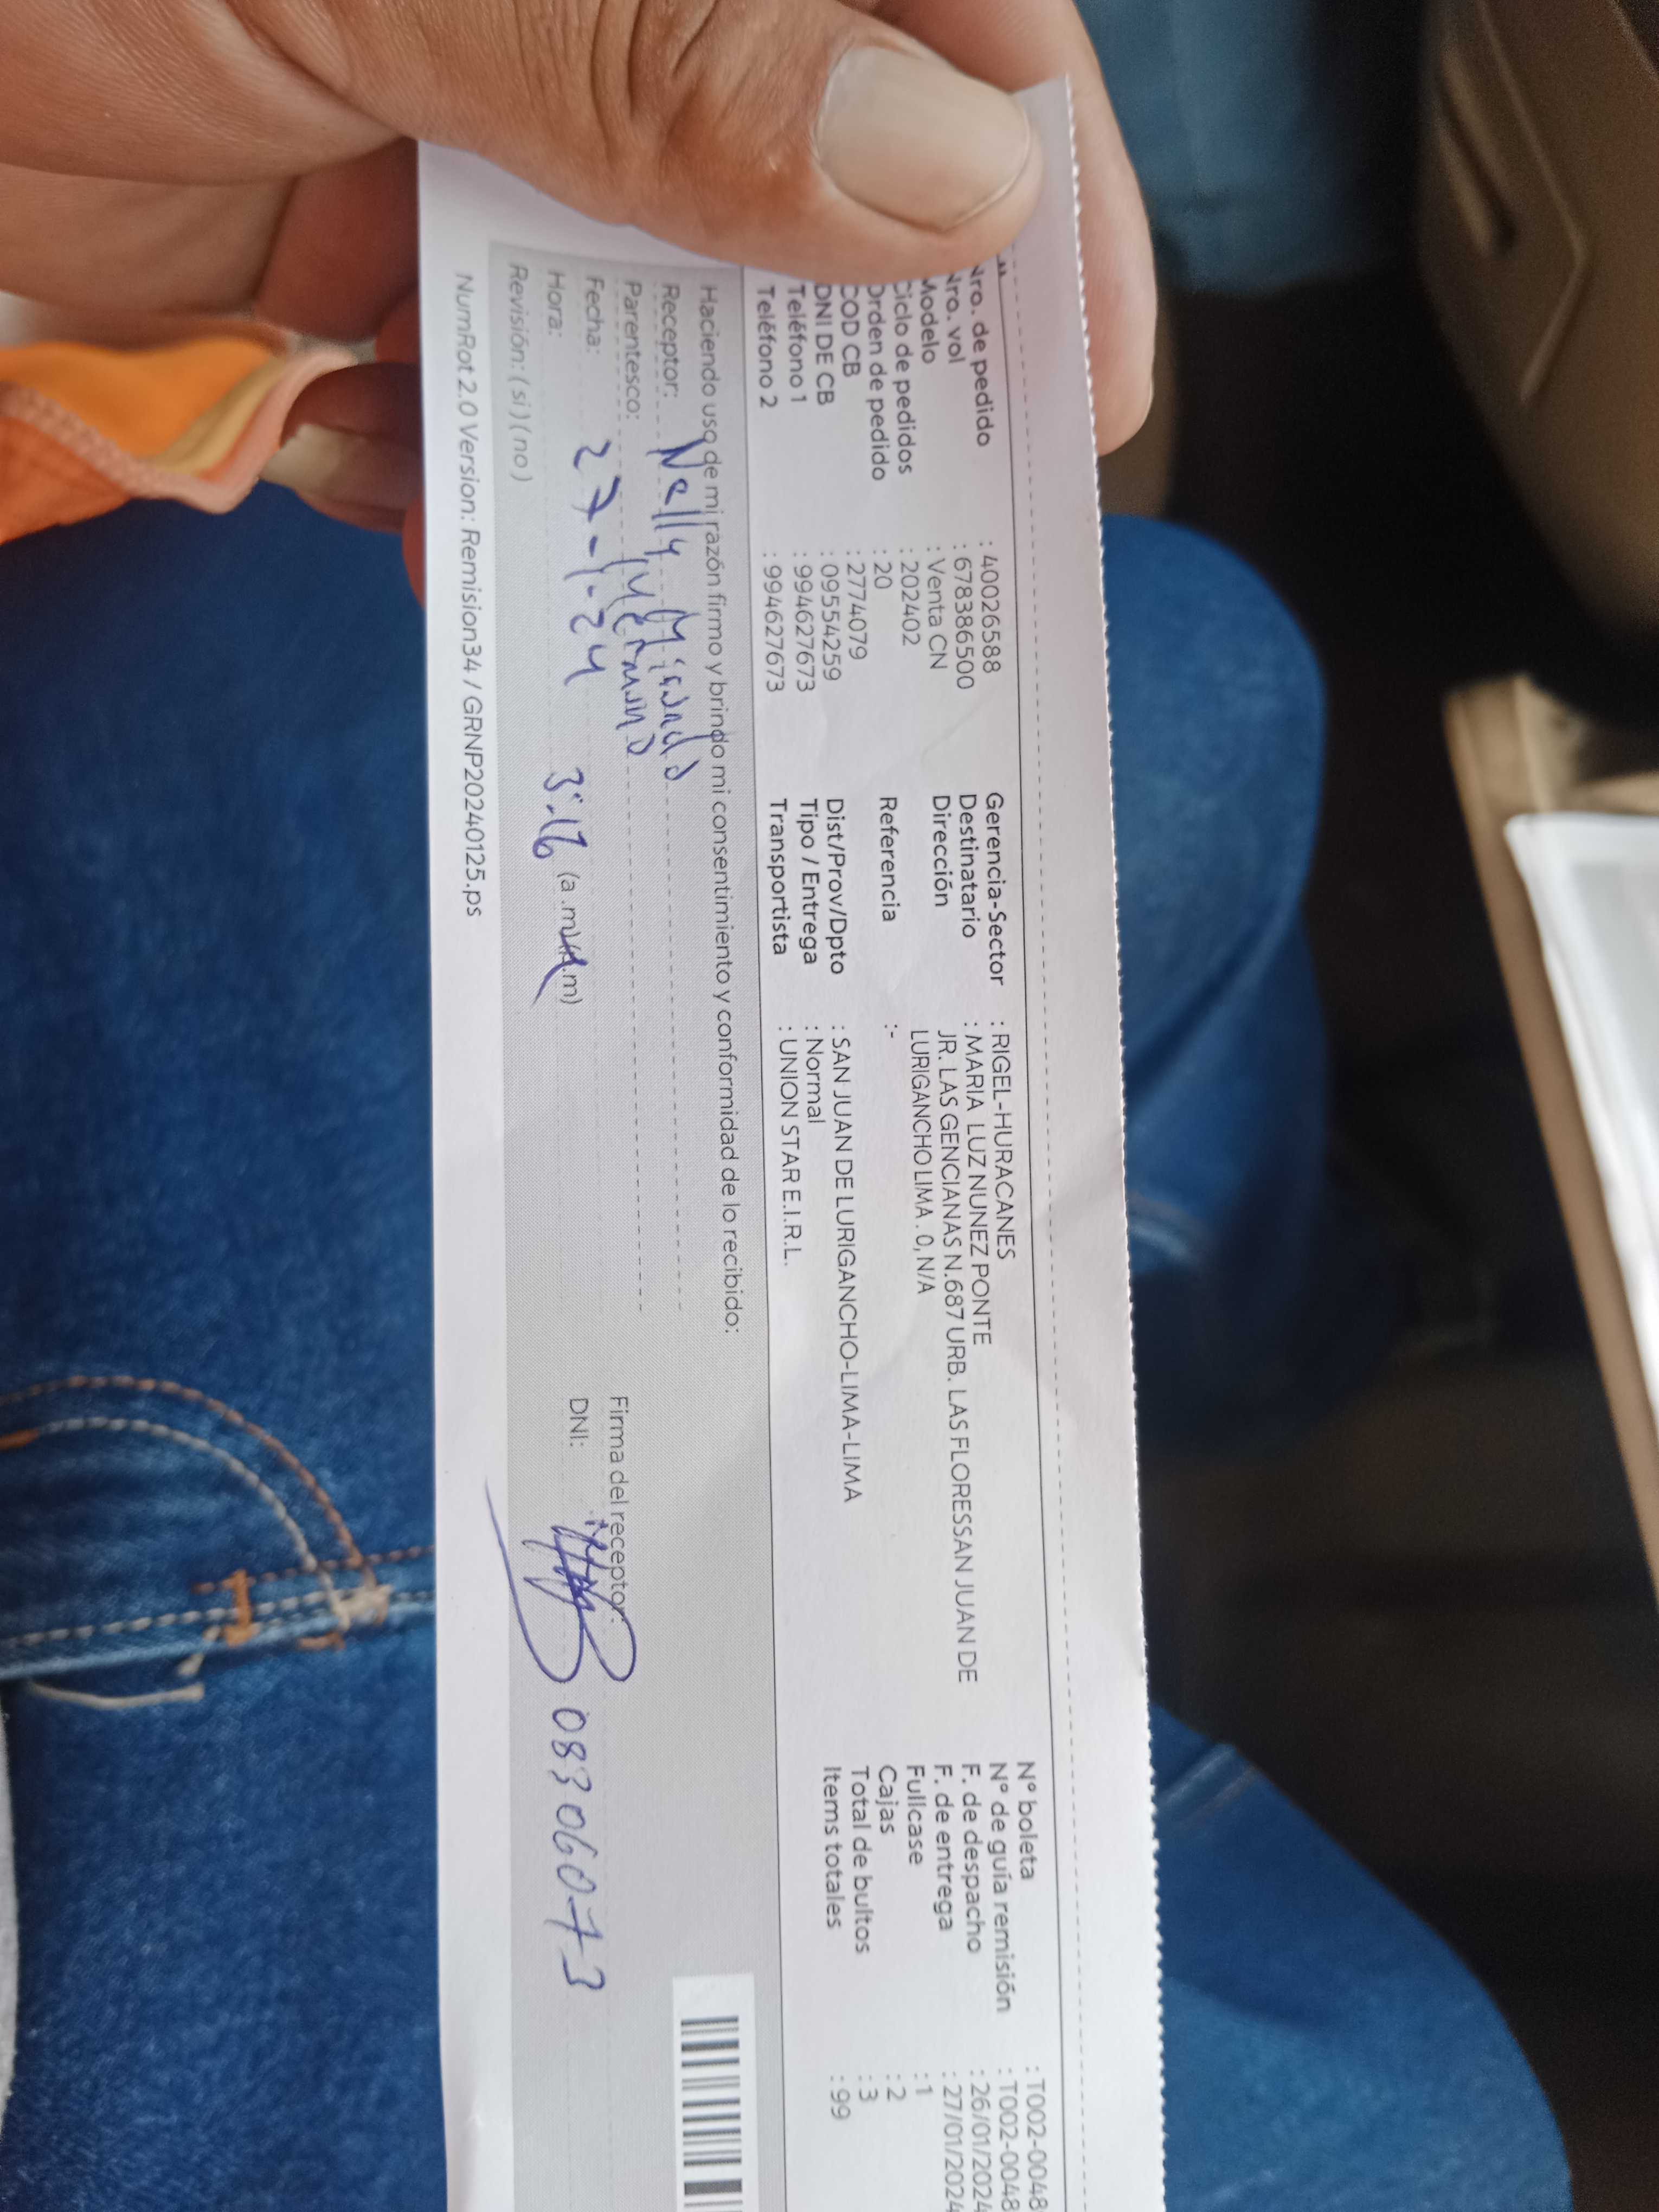 Nro. de pedido : 40026588 Gerencia-Sector : RIGEL-HURACANES N° boleta : T002-0048
Nro. vol : 678386500 Destinatario : MARIA LUZ NUNEZ PONTE N° de guía remisión : T002-0048
Modelo : Venta CN Dirección JR. LAS GENCIANAS N.687 URB. LAS FLORESSAN JUAN DE F. de despacho : 26/01/2024
Ciclo de pedidos : 202402 LURIGANCHO LIMA . 0, N/A F. de entrega : 27/01/2024
Orden de pedido : 20 Referencia :- Fullcase : 1
COD CB : 2774079 Cajas : 2
DNI DE CB : 09554259 Dist/Prov/Dpto : SAN JUAN DE LURIGANCHO-LIMA-LIMA Total de bultos : 3
Teléfono 1 : 994627673 Tipo / Entrega : Normal Items totales : 99
Teléfono 2 : 994627673 Transportista : UNION STAR E.I.R.L.
Haciendo uso de mi razón firmo y brindo mi consentimiento y conformidad de lo recibido:
Receptor: Nelly
Parentesco:
Firma del receptor:
Fecha: 27-1-24
DNI: 08306073
Hora: 3:16 (a.m
Revisión: ( si ) ( no )
NumRot 2.0 Version: Remision34 / GRNP20240125.ps